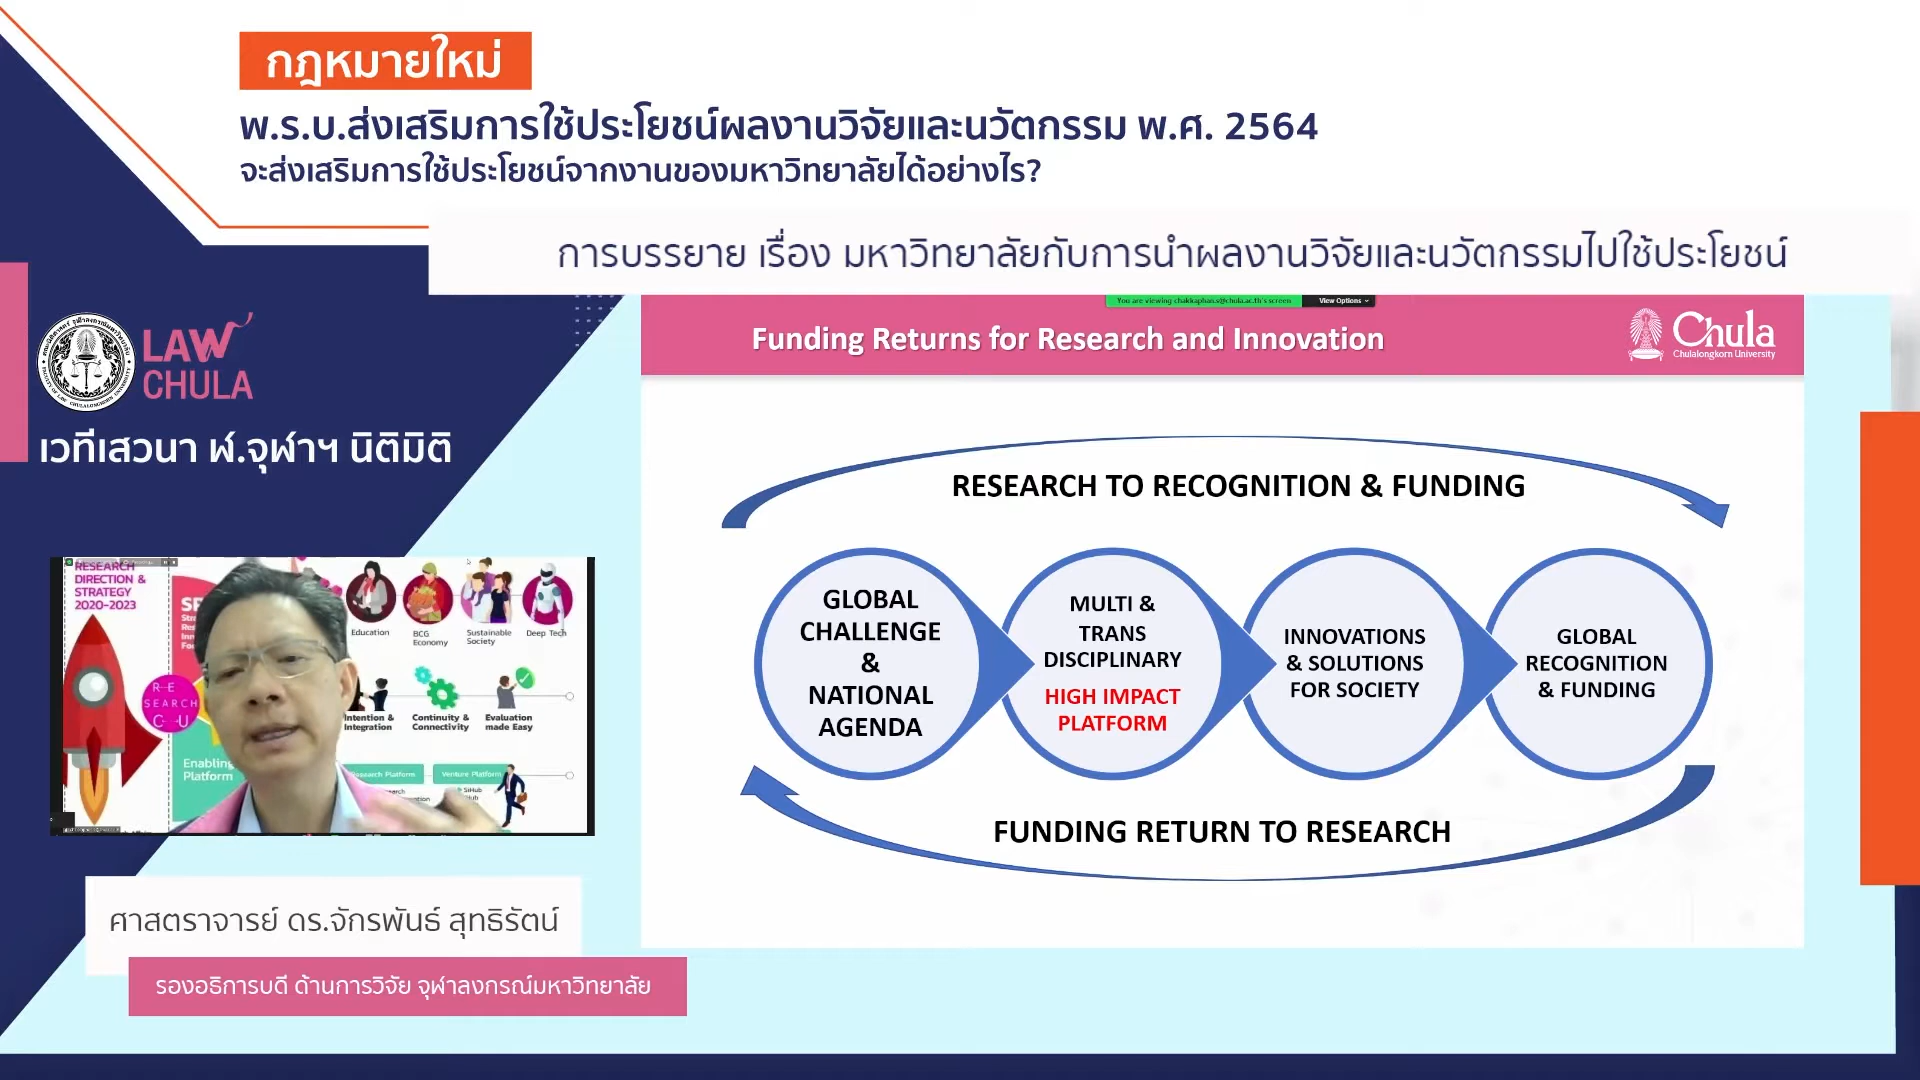 กฎหมายใหม่
พ.ร.บ.ส่งเสริมการใช้ประโยชน์ผลงานวิจัยและนวัตกรรม พ.ศ. 2564
จะส่งเสริมการใช้ประโยชน์จากงานของมหาวิทยาลัยได้อย่างไร?
การบรรยาย เรื่อง มหาวิทยาลัยกับการนำผลงานวิจัยและนวัตกรรมไปใช้ประโยชน์
LAW
CHULA
เวทีเสวนา ฬ.จุฬาฯ นิติมิติ
You are viewing chakkaphan.s@chula.ac.th's screen
View Options
Funding Returns for Research and Innovation
Chula
Chulalongkorn University
RESEARCH TO RECOGNITION & FUNDING
GLOBAL
CHALLENGE
&
NATIONAL
AGENDA
MULTI &
TRANS
DISCIPLINARY
HIGH IMPACT
PLATFORM
INNOVATIONS
& SOLUTIONS
FOR SOCIETY
GLOBAL
RECOGNITION
& FUNDING
FUNDING RETURN TO RESEARCH
RESEARCH
DIRECTION &
STRATEGY
2020-2023
Education
BCG
Economy
Sustainable
Society
Deep Tech
RE
SEARCH
CU
Intention &
Integration
Continuity &
Connectivity
Evaluation
made Easy
Enabling
Platform
Research Platform
Venture Platform
SiHub
ศาสตราจารย์ ดร.จักรพันธ์ สุทธิรัตน์
รองอธิการบดี ด้านการวิจัย จุฬาลงกรณ์มหาวิทยาลัย